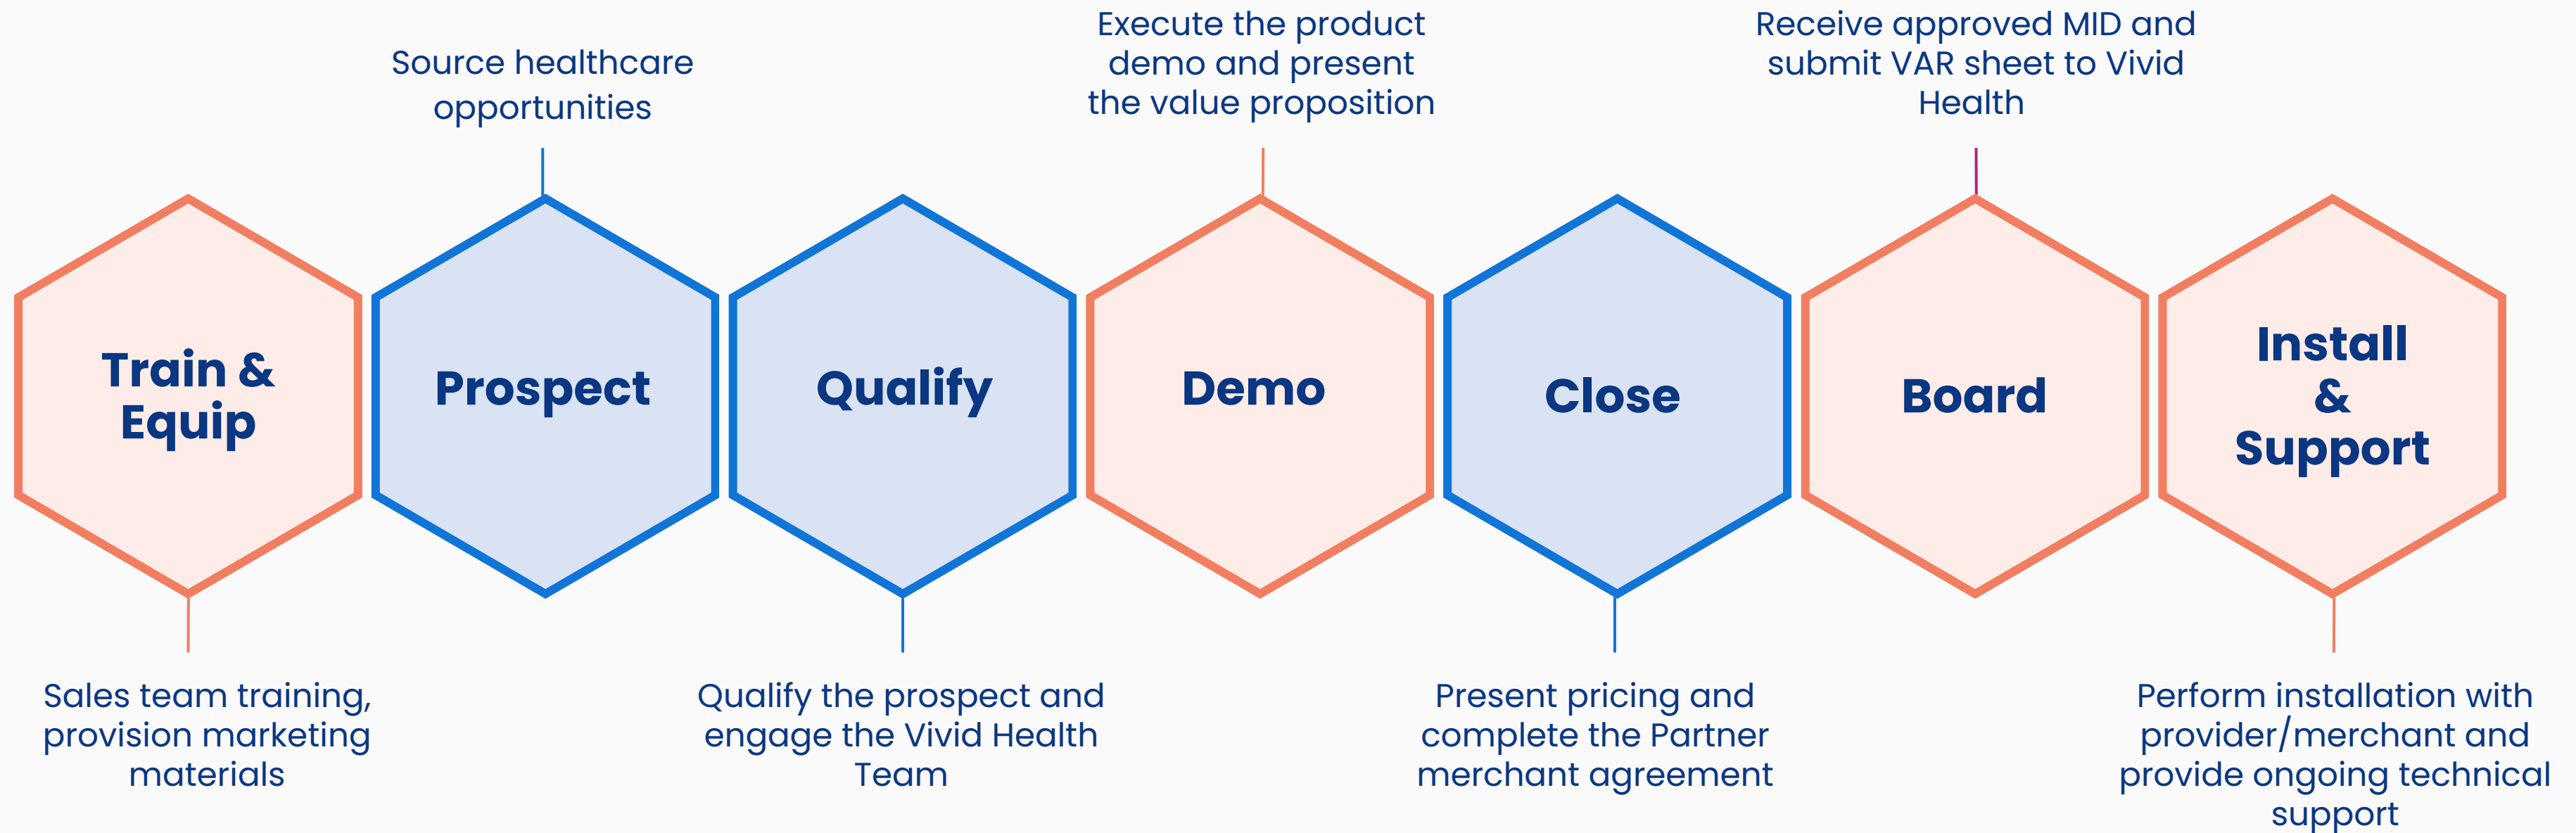 Source healthcare
opportunities
Execute the product
demo and present
the value proposition
Receive approved MID and
submit VAR sheet to Vivid
Health
Train &
Equip
Prospect
Qualify
Demo
Close
Board
Install
&
Support
Sales team training,
provision marketing
materials
Qualify the prospect and
engage the Vivid Health
Team
Present pricing and
complete the Partner
merchant agreement
Perform installation with
provider/merchant and
provide ongoing technical
support